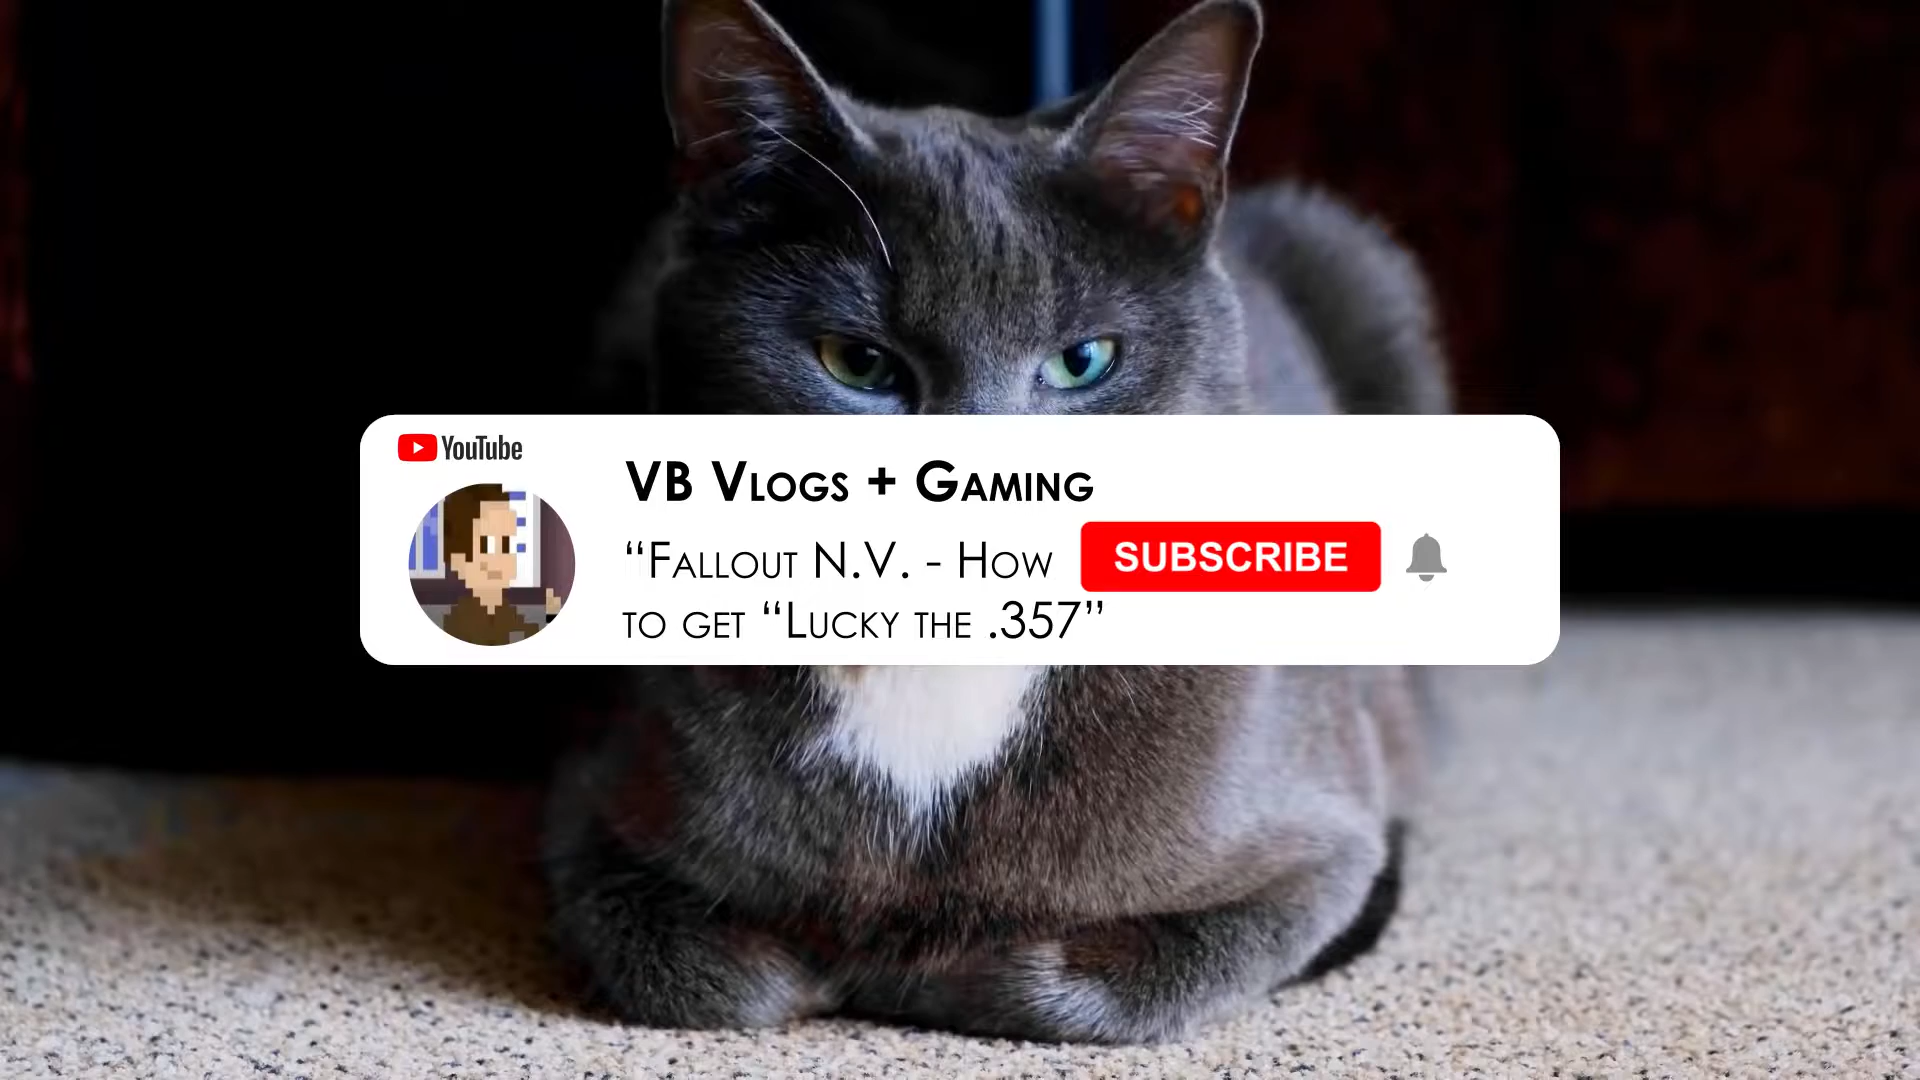 YouTube
VB Vlogs + Gaming
“Fallout N.V. - How
SUBSCRIBE
to get “Lucky the .357”